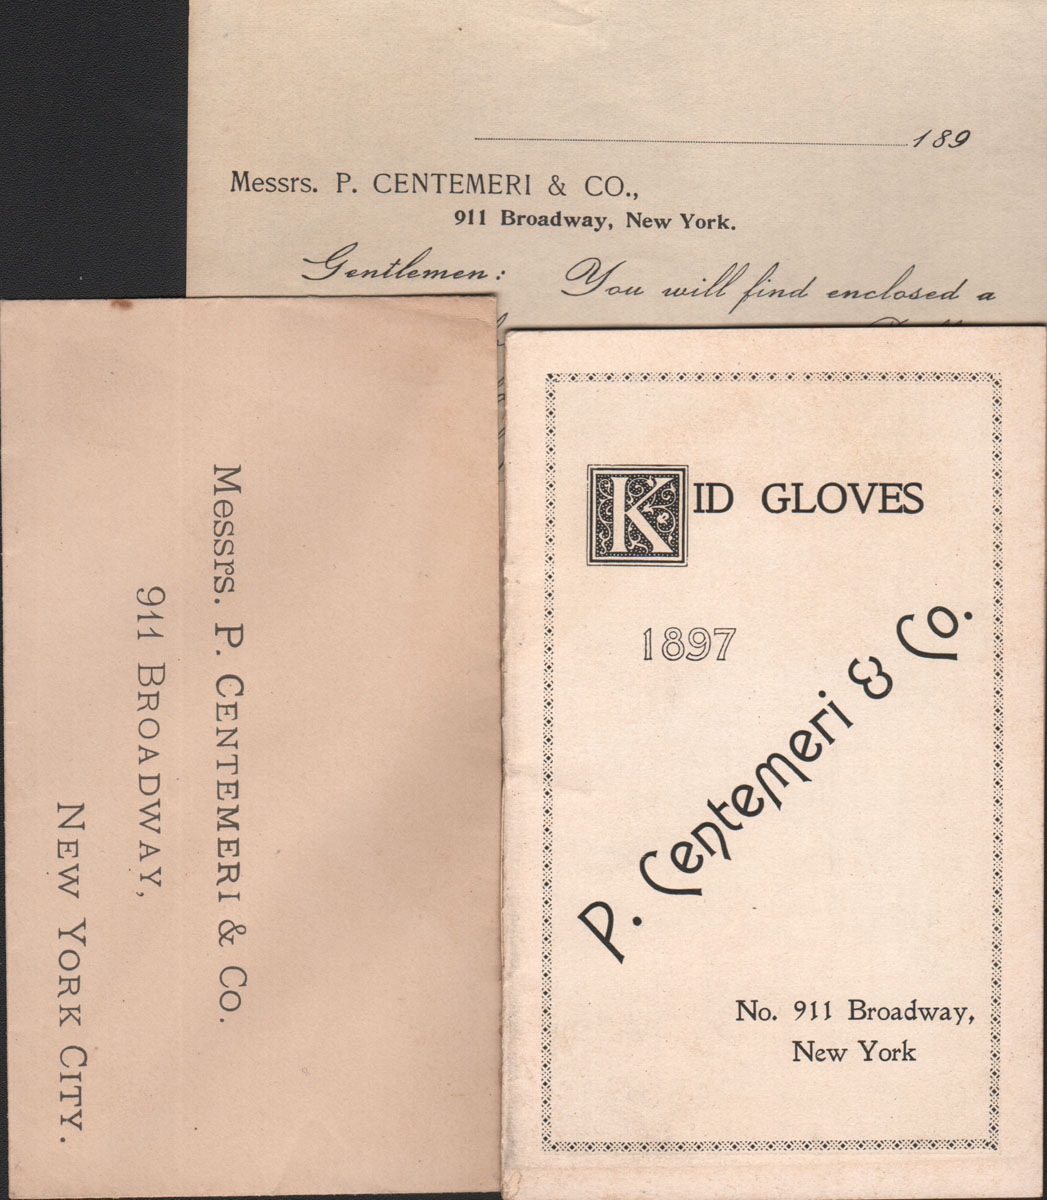 189
Messrs. P. CENTEMERI & CO.,
911 Broadway, New York.
Gentlemen: You will find enclosed a
Messrs. P. CENTEMERI & CO.
911 BROADWAY,
NEW YORK CITY.
KID GLOVES
1897
P. Centemeri & Co.
No. 911 Broadway,
New York